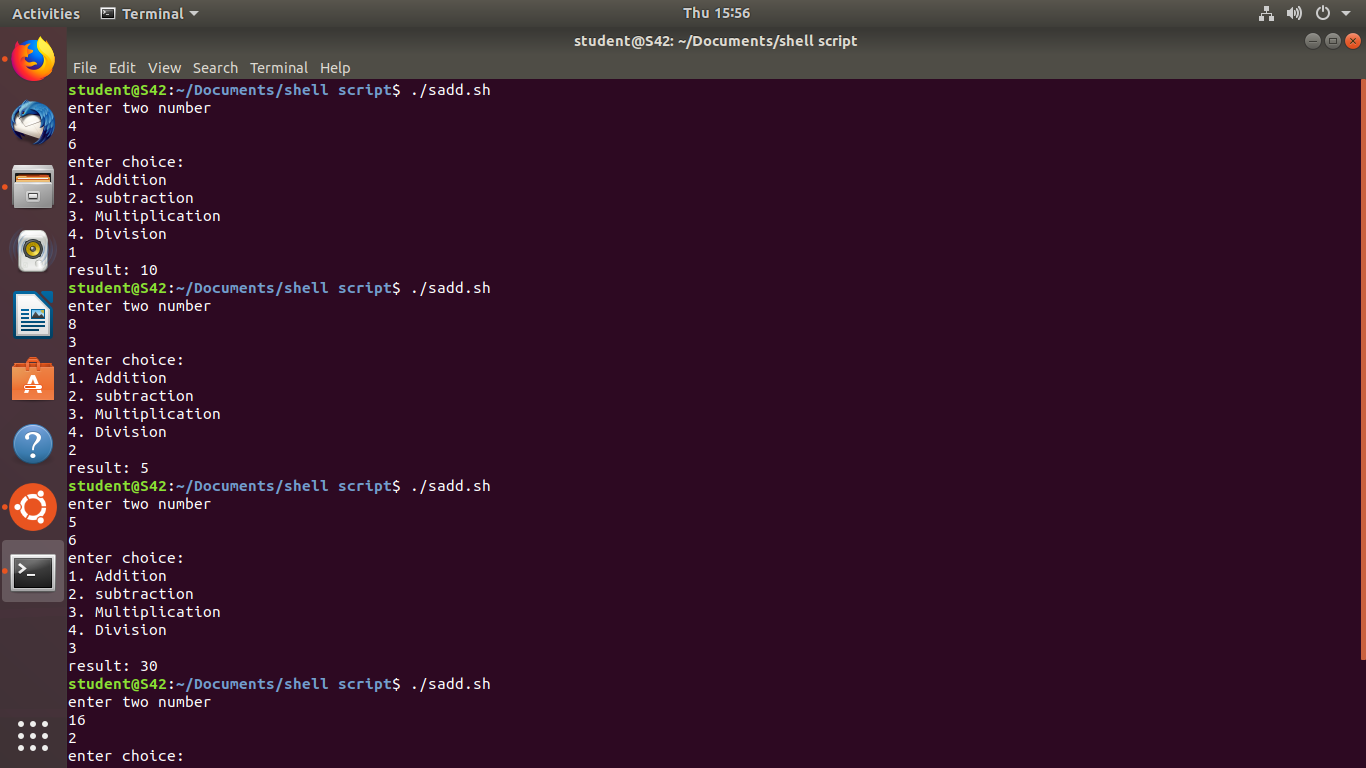 Activities Terminal Thu 15:56
student@S42: ~/Documents/shell script
File Edit View Search Terminal Help
student@S42:~/Documents/shell script$ ./sadd.sh
enter two number
4
6
enter choice:
1. Addition
2. subtraction
3. Multiplication
4. Division
1
result: 10
student@S42:~/Documents/shell script$ ./sadd.sh
enter two number
8
3
enter choice:
1. Addition
2. subtraction
3. Multiplication
4. Division
2
result: 5
student@S42:~/Documents/shell script$ ./sadd.sh
enter two number
5
6
enter choice:
1. Addition
2. subtraction
3. Multiplication
4. Division
3
result: 30
student@S42:~/Documents/shell script$ ./sadd.sh
enter two number
16
2
enter choice: